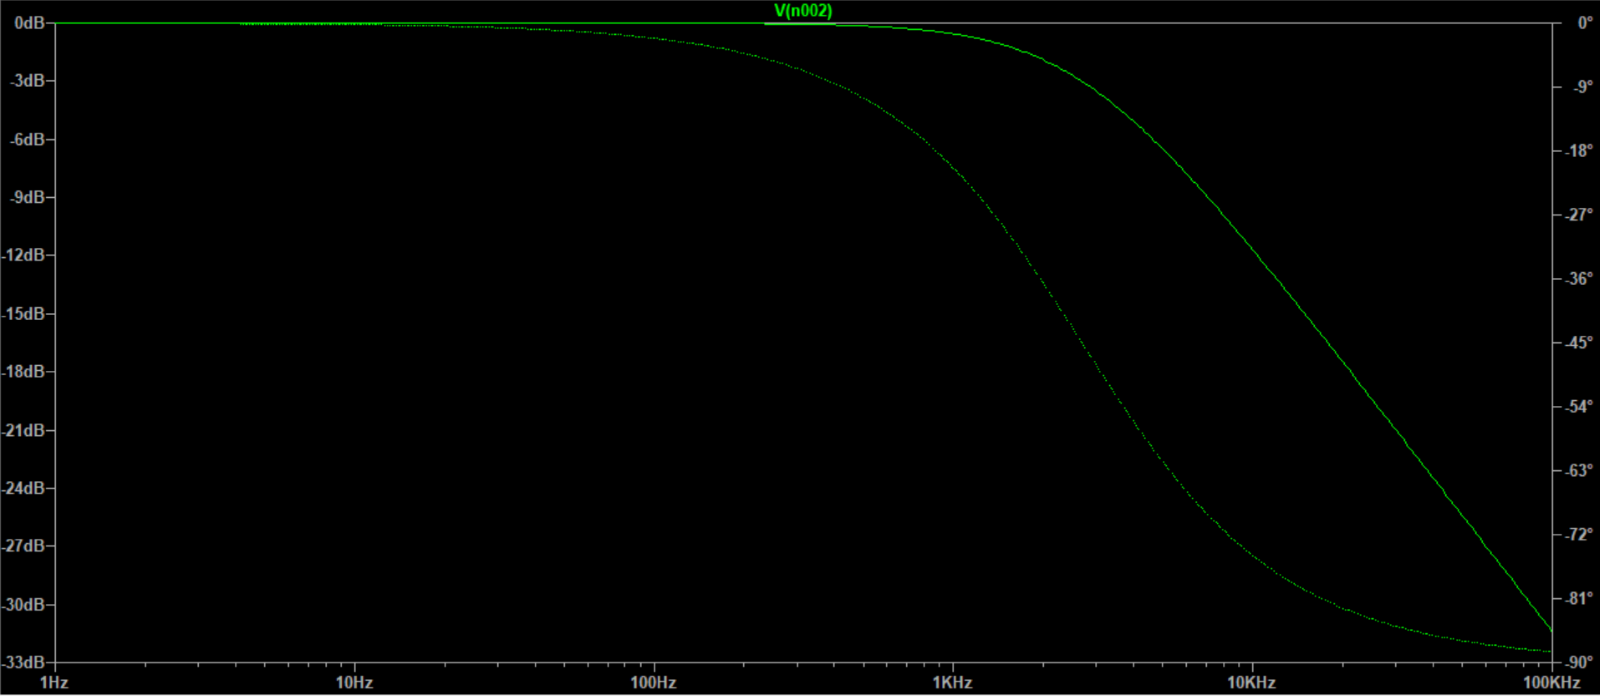 V(n002)
0dB
-3dB
-6dB
-9dB
-12dB
-15dB
-18dB
-21dB
-24dB
-27dB
-30dB
-33dB
0°
-9°
-18°
-27°
-36°
-45°
-54°
-63°
-72°
-81°
-90°
1Hz 10Hz 100Hz 1KHz 10KHz 100KHz